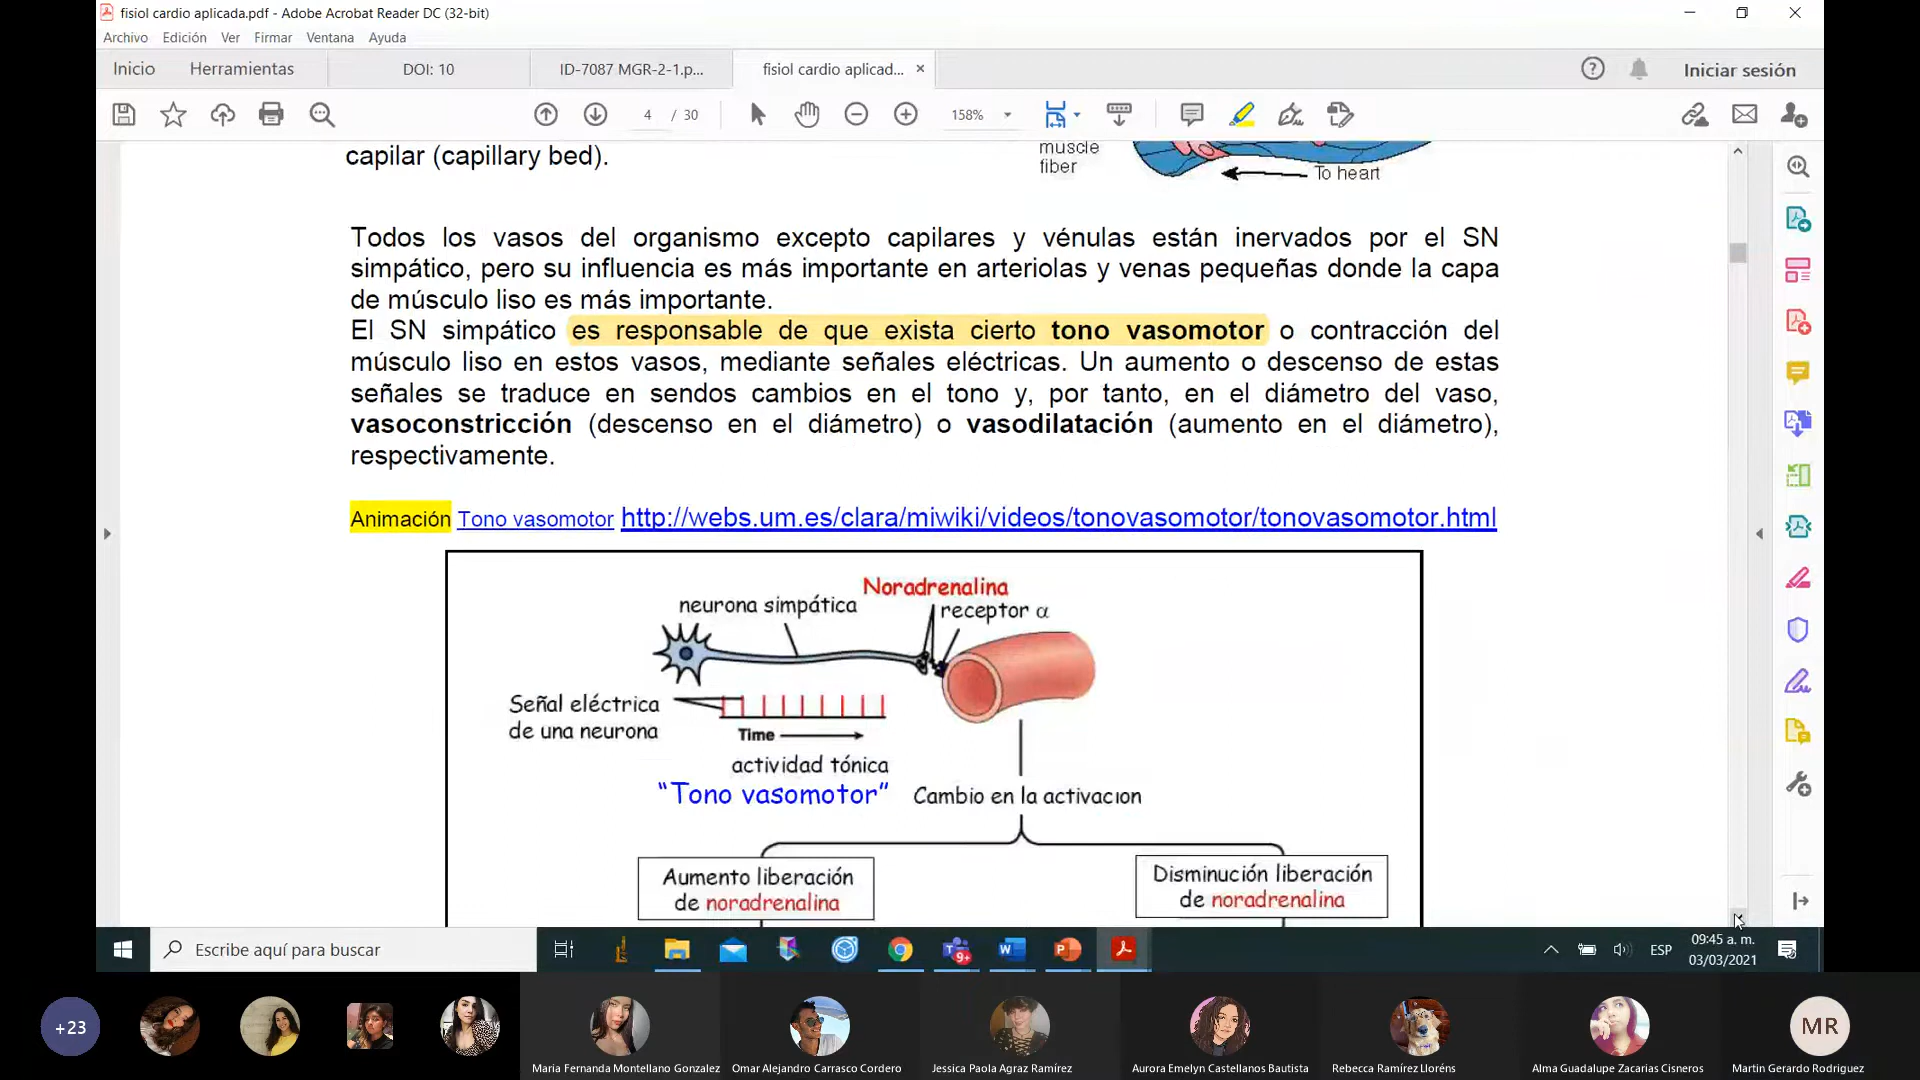 fisiol cardio aplicada.pdf - Adobe Acrobat Reader DC (32-bit)
Archivo Edición Ver Firmar Ventana Ayuda
Inicio Herramientas DOI: 10 ID-7087 MGR-2-1.p... fisiol cardio aplicad... × Iniciar sesión
4 / 30 158%
capilar (capillary bed).
muscle
fiber
To heart
Todos los vasos del organismo excepto capilares y vénulas están inervados por el SN
simpático, pero su influencia es más importante en arteriolas y venas pequeñas donde la capa
de músculo liso es más importante.
El SN simpático es responsable de que exista cierto tono vasomotor o contracción del
músculo liso en estos vasos, mediante señales eléctricas. Un aumento o descenso de estas
señales se traduce en sendos cambios en el tono y, por tanto, en el diámetro del vaso,
vasoconstricción (descenso en el diámetro) o vasodilatación (aumento en el diámetro),
respectivamente.
Animación Tono vasomotor http://webs.um.es/clara/miwiki/videos/tonovasomotor/tonovasomotor.html
Noradrenalina
neurona simpática
receptor α
Señal eléctrica
de una neurona
Time
actividad tónica
“Tono vasomotor”
Cambio en la activacion
Aumento liberación
de noradrenalina
Disminución liberación
de noradrenalina
Escribe aquí para buscar
9+
ESP
09:45 a. m.
03/03/2021
+23
Maria Fernanda Montellano Gonzalez
Omar Alejandro Carrasco Cordero
Jessica Paola Agraz Ramírez
Aurora Emelyn Castellanos Bautista
Rebecca Ramírez Lloréns
Alma Guadalupe Zacarias Cisneros
MR
Martin Gerardo Rodriguez